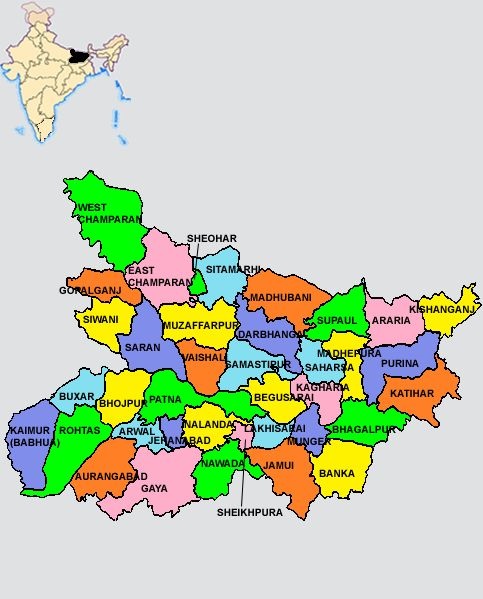 WEST
CHAMPARAN
SHEOHAR
EAST
CHAMPARAN
SITAMARHI
GOPALGANJ
MADHUBANI
KISHANGANJ
SIWANI
MUZAFFARPUR
SUPAUL
ARARIA
DARBHANGA
SARAN
VAISHALI
MADHEPURA
SAMASTIPUR
SAHARSA
PURINA
KAGHARIA
KATIHAR
BUXAR
BHOJPUR
PATNA
BEGUSARAI
KAIMUR
(BABHUA)
ROHTAS
ARWAL
JEHANABAD
NALANDA
LAKHISARAI
MUNGER
BHAGALPUR
AURANGABAD
GAYA
NAWADA
JAMUI
BANKA
SHEIKHPURA